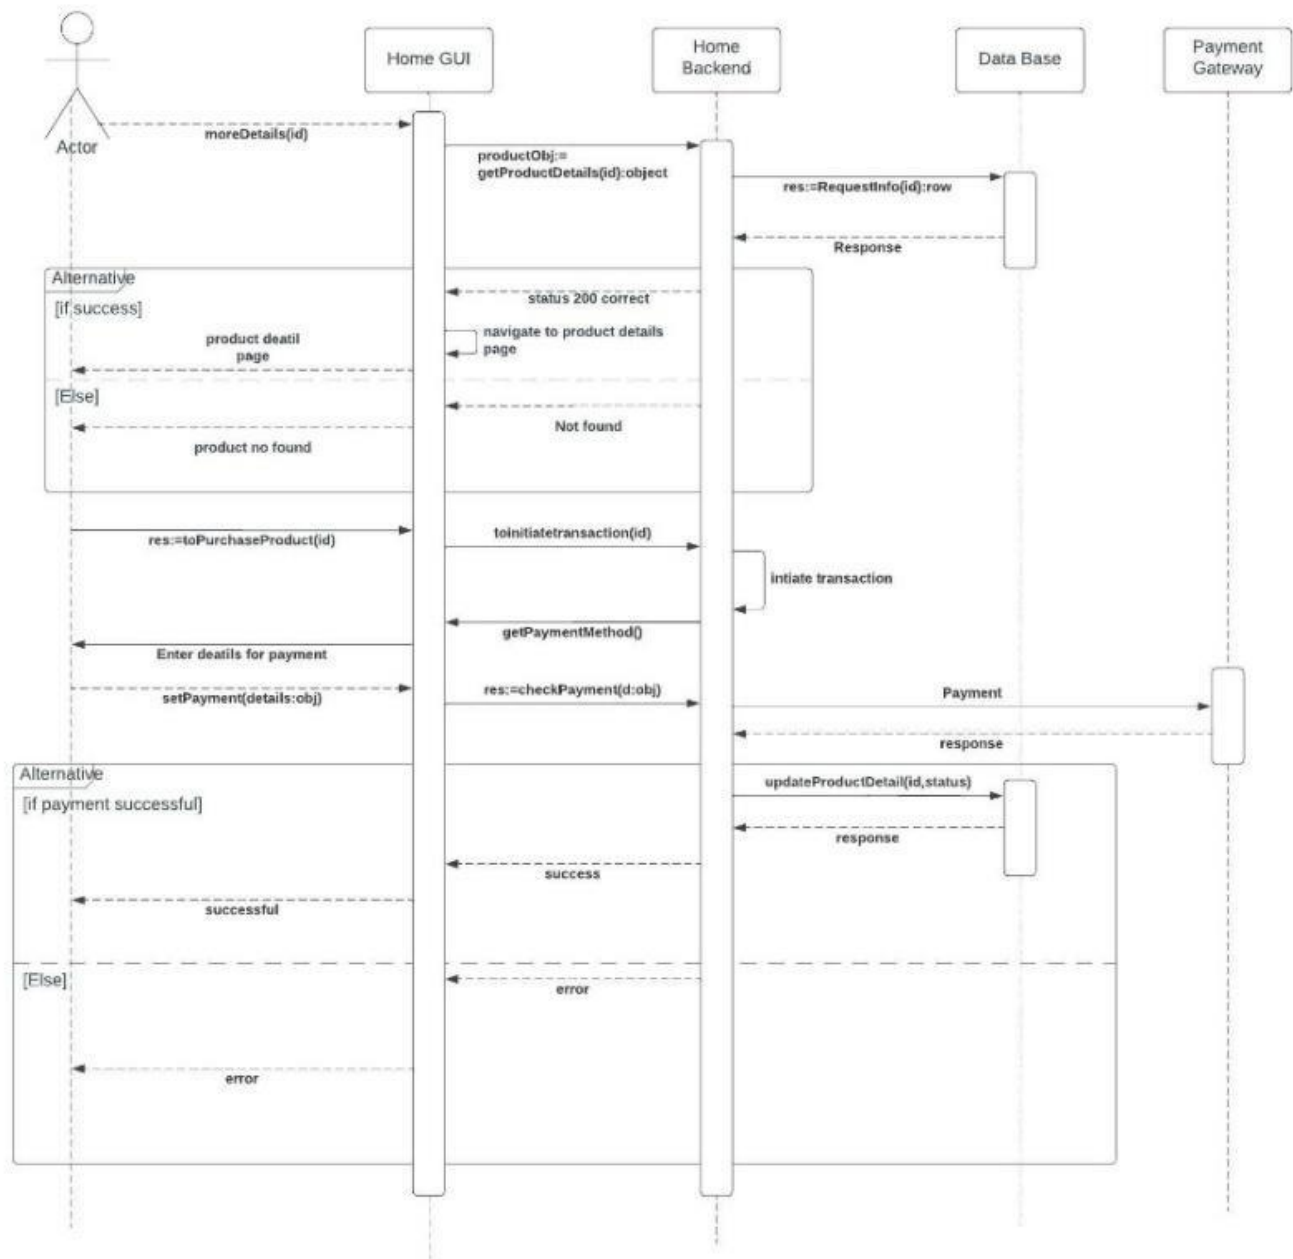 Home GUI
Home
Backend
Data Base
Payment
Gateway
Actor
moreDetails(id)
productObj:=
getProductDetails(id):object
res:=RequestInfo(id):row
Response
Alternative
[if success]
status 200 correct
navigate to product details
page
product deatil
page
[Else]
Not found
product no found
res:=toPurchaseProduct(id)
toinitiatetransaction(id)
intiate transaction
getPaymentMethod()
Enter deatils for payment
setPayment(details:obj)
res:=checkPayment(d:obj)
Payment
response
Alternative
[if payment successful]
updateProductDetail(id,status)
response
success
successful
[Else]
error
error